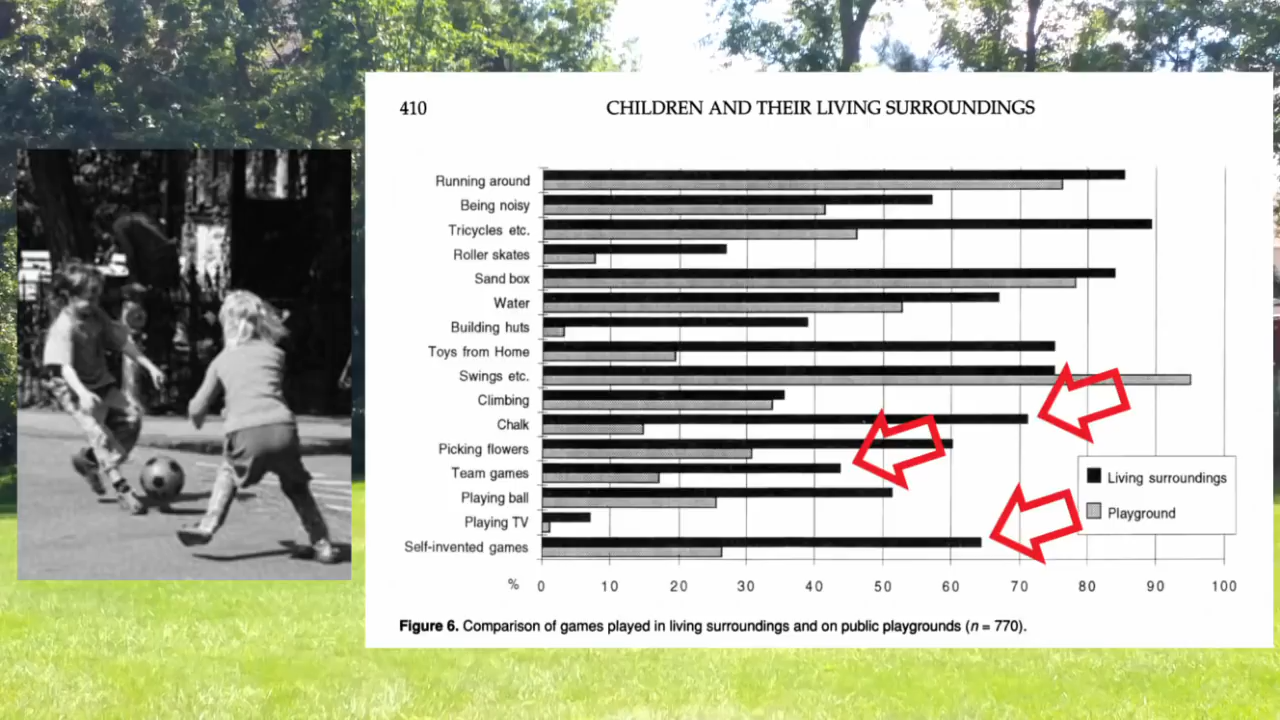 410 CHILDREN AND THEIR LIVING SURROUNDINGS
Running around
Being noisy
Tricycles etc.
Roller skates
Sand box
Water
Building huts
Toys from Home
Swings etc.
Climbing
Chalk
Picking flowers
Team games
Playing ball
Playing TV
Self-invented games
Living surroundings
Playground
% 0 10 20 30 40 50 60 70 80 90 100
Figure 6. Comparison of games played in living surroundings and on public playgrounds (n = 770).